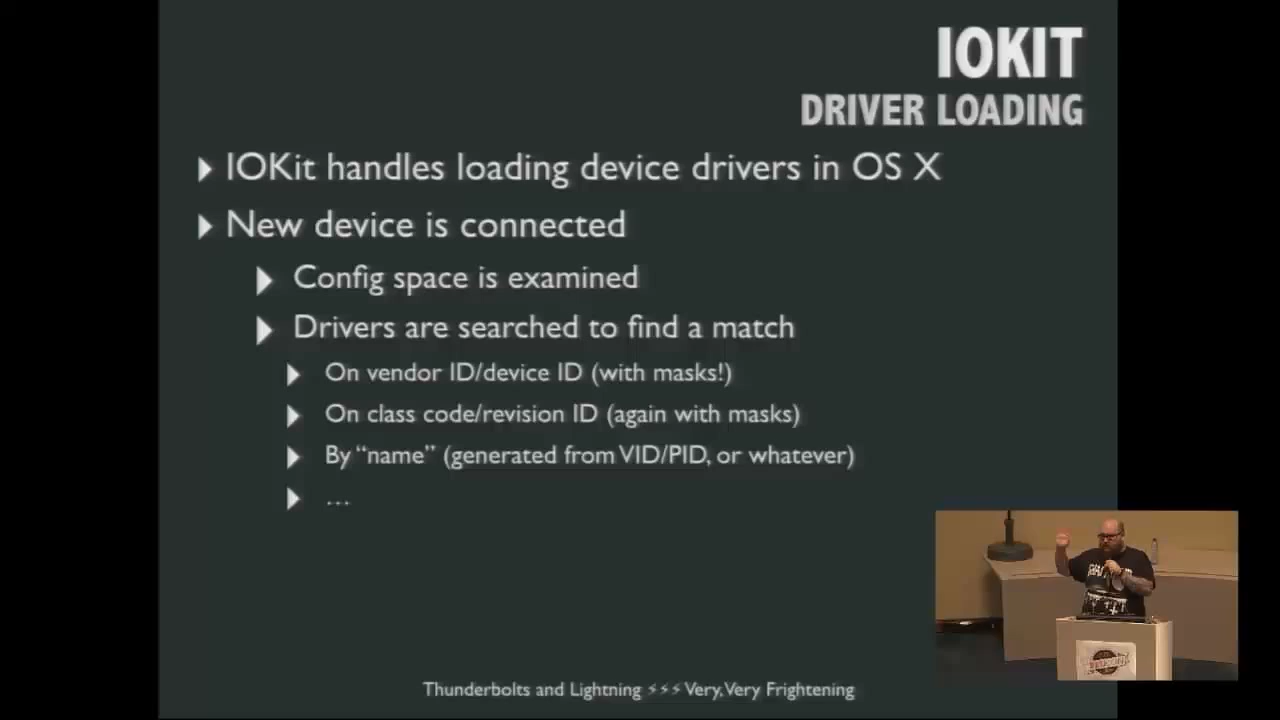 IOKIT
DRIVER LOADING
IOKit handles loading device drivers in OS X
New device is connected
Config space is examined
Drivers are searched to find a match
On vendor ID/device ID (with masks!)
On class code/revision ID (again with masks)
By “name” (generated from VID/PID, or whatever)
…
Thunderbolts and Lightning ⚡⚡⚡ Very, Very Frightening